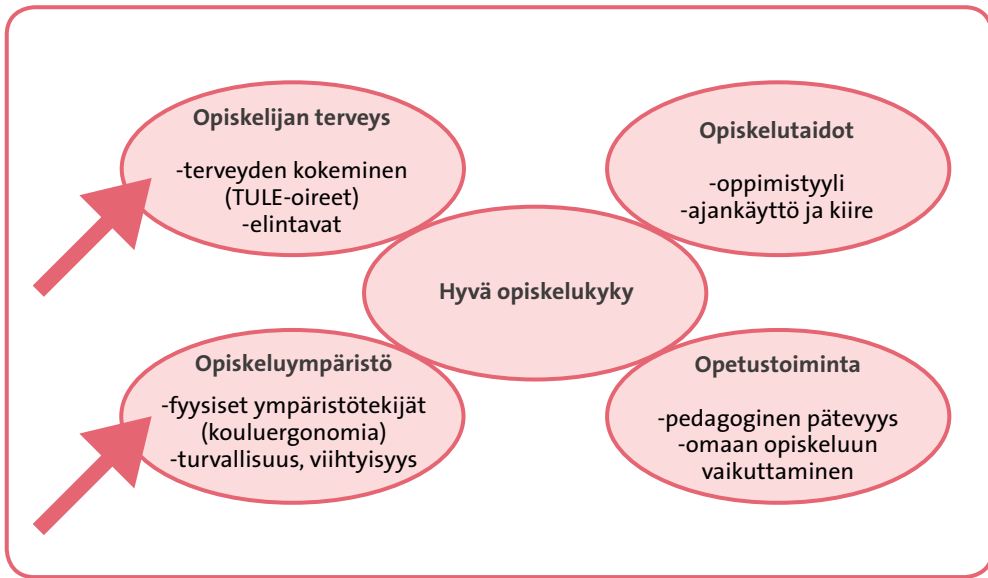 Opiskelijan terveys
-terveyden kokeminen
(TULE-oireet)
-elintavat
Opiskelutaidot
-oppimistyyli
-ajankäyttö ja kiire
Hyvä opiskelukyky
Opiskeluympäristö
-fyysiset ympäristötekijät
(kouluergonomia)
-turvallisuus, viihtyisyys
Opetustoiminta
-pedagoginen pätevyys
-omaan opiskeluun
vaikuttaminen